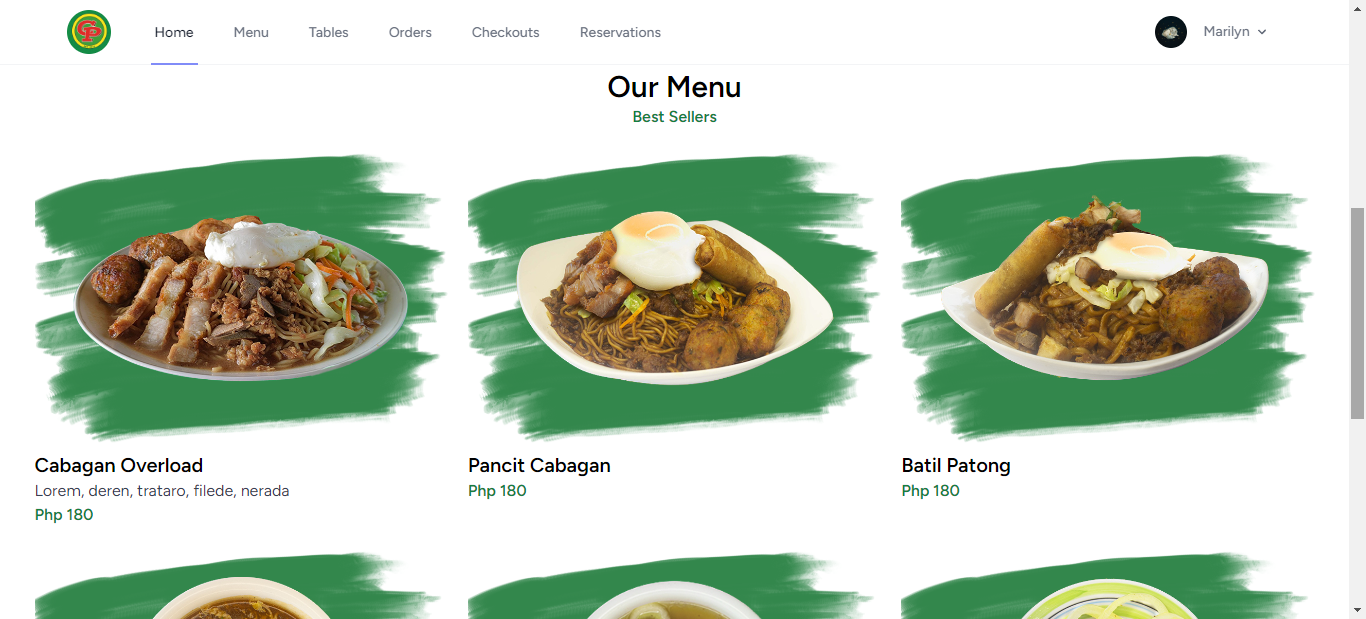 CP
Home Menu Tables Orders Checkouts Reservations Marilyn
Our Menu
Best Sellers
Cabagan Overload
Lorem, deren, trataro, filede, nerada
Php 180
Pancit Cabagan
Php 180
Batil Patong
Php 180